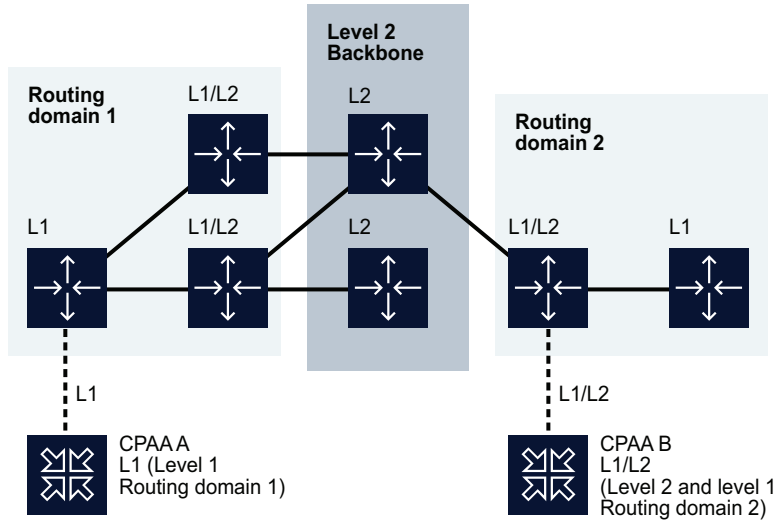 Level 2
Backbone
Routing
domain 1
L1/L2
L2
Routing
domain 2
L1
L1/L2
L2
L1/L2
L1
L1
L1/L2
CPAA A
L1 (Level 1
Routing domain 1)
CPAA B
L1/L2
(Level 2 and level 1
Routing domain 2)